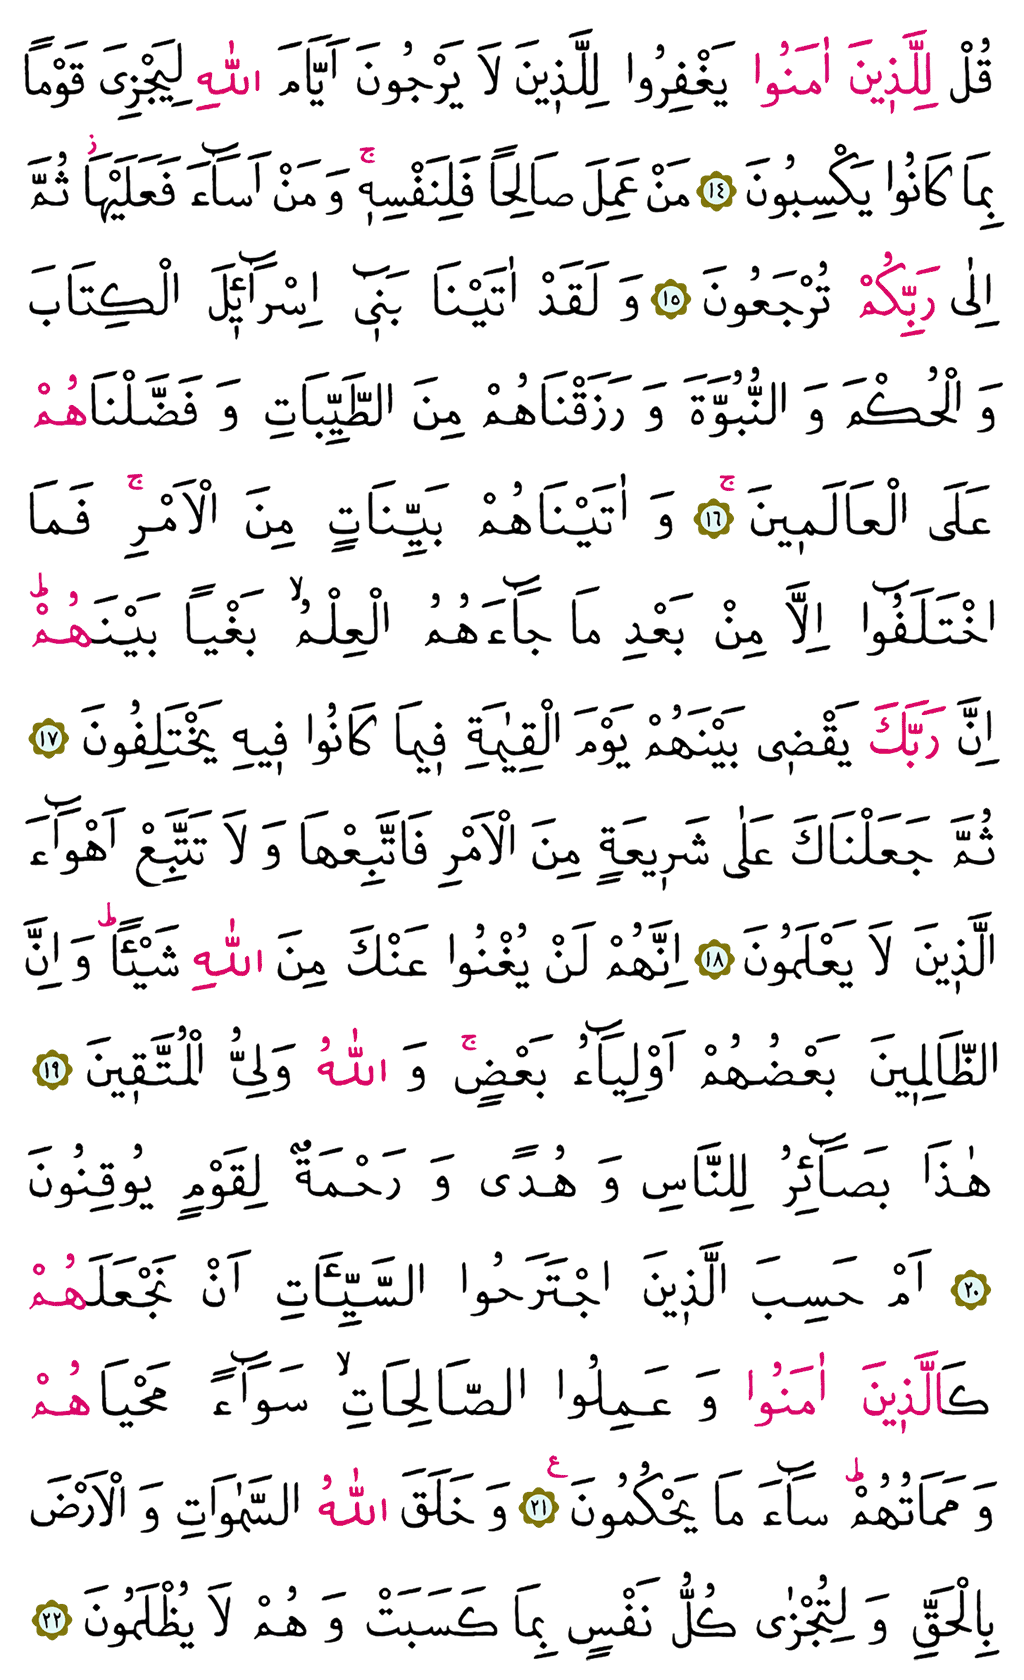 قُلْ لِلَّذ۪ينَ اٰمَنُوا يَغْفِرُوا لِلَّذ۪ينَ لَا يَرْجُونَ اَيَّامَ اللّٰهِ لِيَجْزِىَ قَوْمًا
بِمَا كَانُوا يَكْسِبُونَ ﴿١٤﴾ مَنْ عَمِلَ صَالِحًا فَلِنَفْسِه۪ۚ وَمَنْ اَسَٓاءَ فَعَلَيْهَاۘ ثُمَّ
اِلٰى رَبِّكُمْ تُرْجَعُونَ ﴿١٥﴾ وَ لَقَدْ اٰتَيْنَا بَن۪ٓى اِسْرَٓائ۪لَ الْكِتَابَ
وَ الْحُكْمَ وَ النُّبُوَّةَ وَ رَزَقْنَاهُمْ مِنَ الطَّيِّبَاتِ وَ فَضَّلْنَاهُمْ
عَلَى الْعَالَم۪ينَۚ ﴿١٦﴾ وَ اٰتَيْنَاهُمْ بَيِّنَاتٍ مِنَ الْاَمْرِۚ فَمَا
اخْتَلَفُٓوا اِلَّا مِنْ بَعْدِ مَا جَٓاءَهُمُ الْعِلْمُۙ بَغْيًا بَيْنَهُمْؕ
اِنَّ رَبَّكَ يَقْض۪ى بَيْنَهُمْ يَوْمَ الْقِيٰمَةِ ف۪يمَا كَانُوا ف۪يهِ يَخْتَلِفُونَ ﴿١٧﴾
ثُمَّ جَعَلْنَاكَ عَلٰى شَر۪يعَةٍ مِنَ الْاَمْرِ فَاتَّبِعْهَا وَ لَا تَتَّبِعْ اَهْوَٓاءَ
الَّذ۪ينَ لَا يَعْلَمُونَ ﴿١٨﴾ اِنَّهُمْ لَنْ يُغْنُوا عَنْكَ مِنَ اللّٰهِ شَيْـًٔاؕ وَ اِنَّ
الظَّالِم۪ينَ بَعْضُهُمْ اَوْلِيَٓاءُ بَعْضٍۚ وَ اللّٰهُ وَلِىُّ الْمُتَّق۪ينَ ﴿١٩﴾
هٰذَا بَصَٓائِرُ لِلنَّاسِ وَ هُدًى وَ رَحْمَةٌ لِقَوْمٍ يُوقِنُونَ
﴿٢٠﴾ اَمْ حَسِبَ الَّذ۪ينَ اجْتَرَحُوا السَّيِّـَٔاتِ اَنْ نَجْعَلَهُمْ
كَالَّذ۪ينَ اٰمَنُوا وَ عَمِلُوا الصَّالِحَاتِۙ سَوَٓاءً مَحْيَاهُمْ
وَ مَمَاتُهُمْؕ سَٓاءَ مَا يَحْكُمُونَ ﴿٢١﴾ ع وَ خَلَقَ اللّٰهُ السَّمٰوَاتِ وَ الْاَرْضَ
بِالْحَقِّ وَ لِتُجْزٰى كُلُّ نَفْسٍ بِمَا كَسَبَتْ وَ هُمْ لَا يُظْلَمُونَ ﴿٢٢﴾